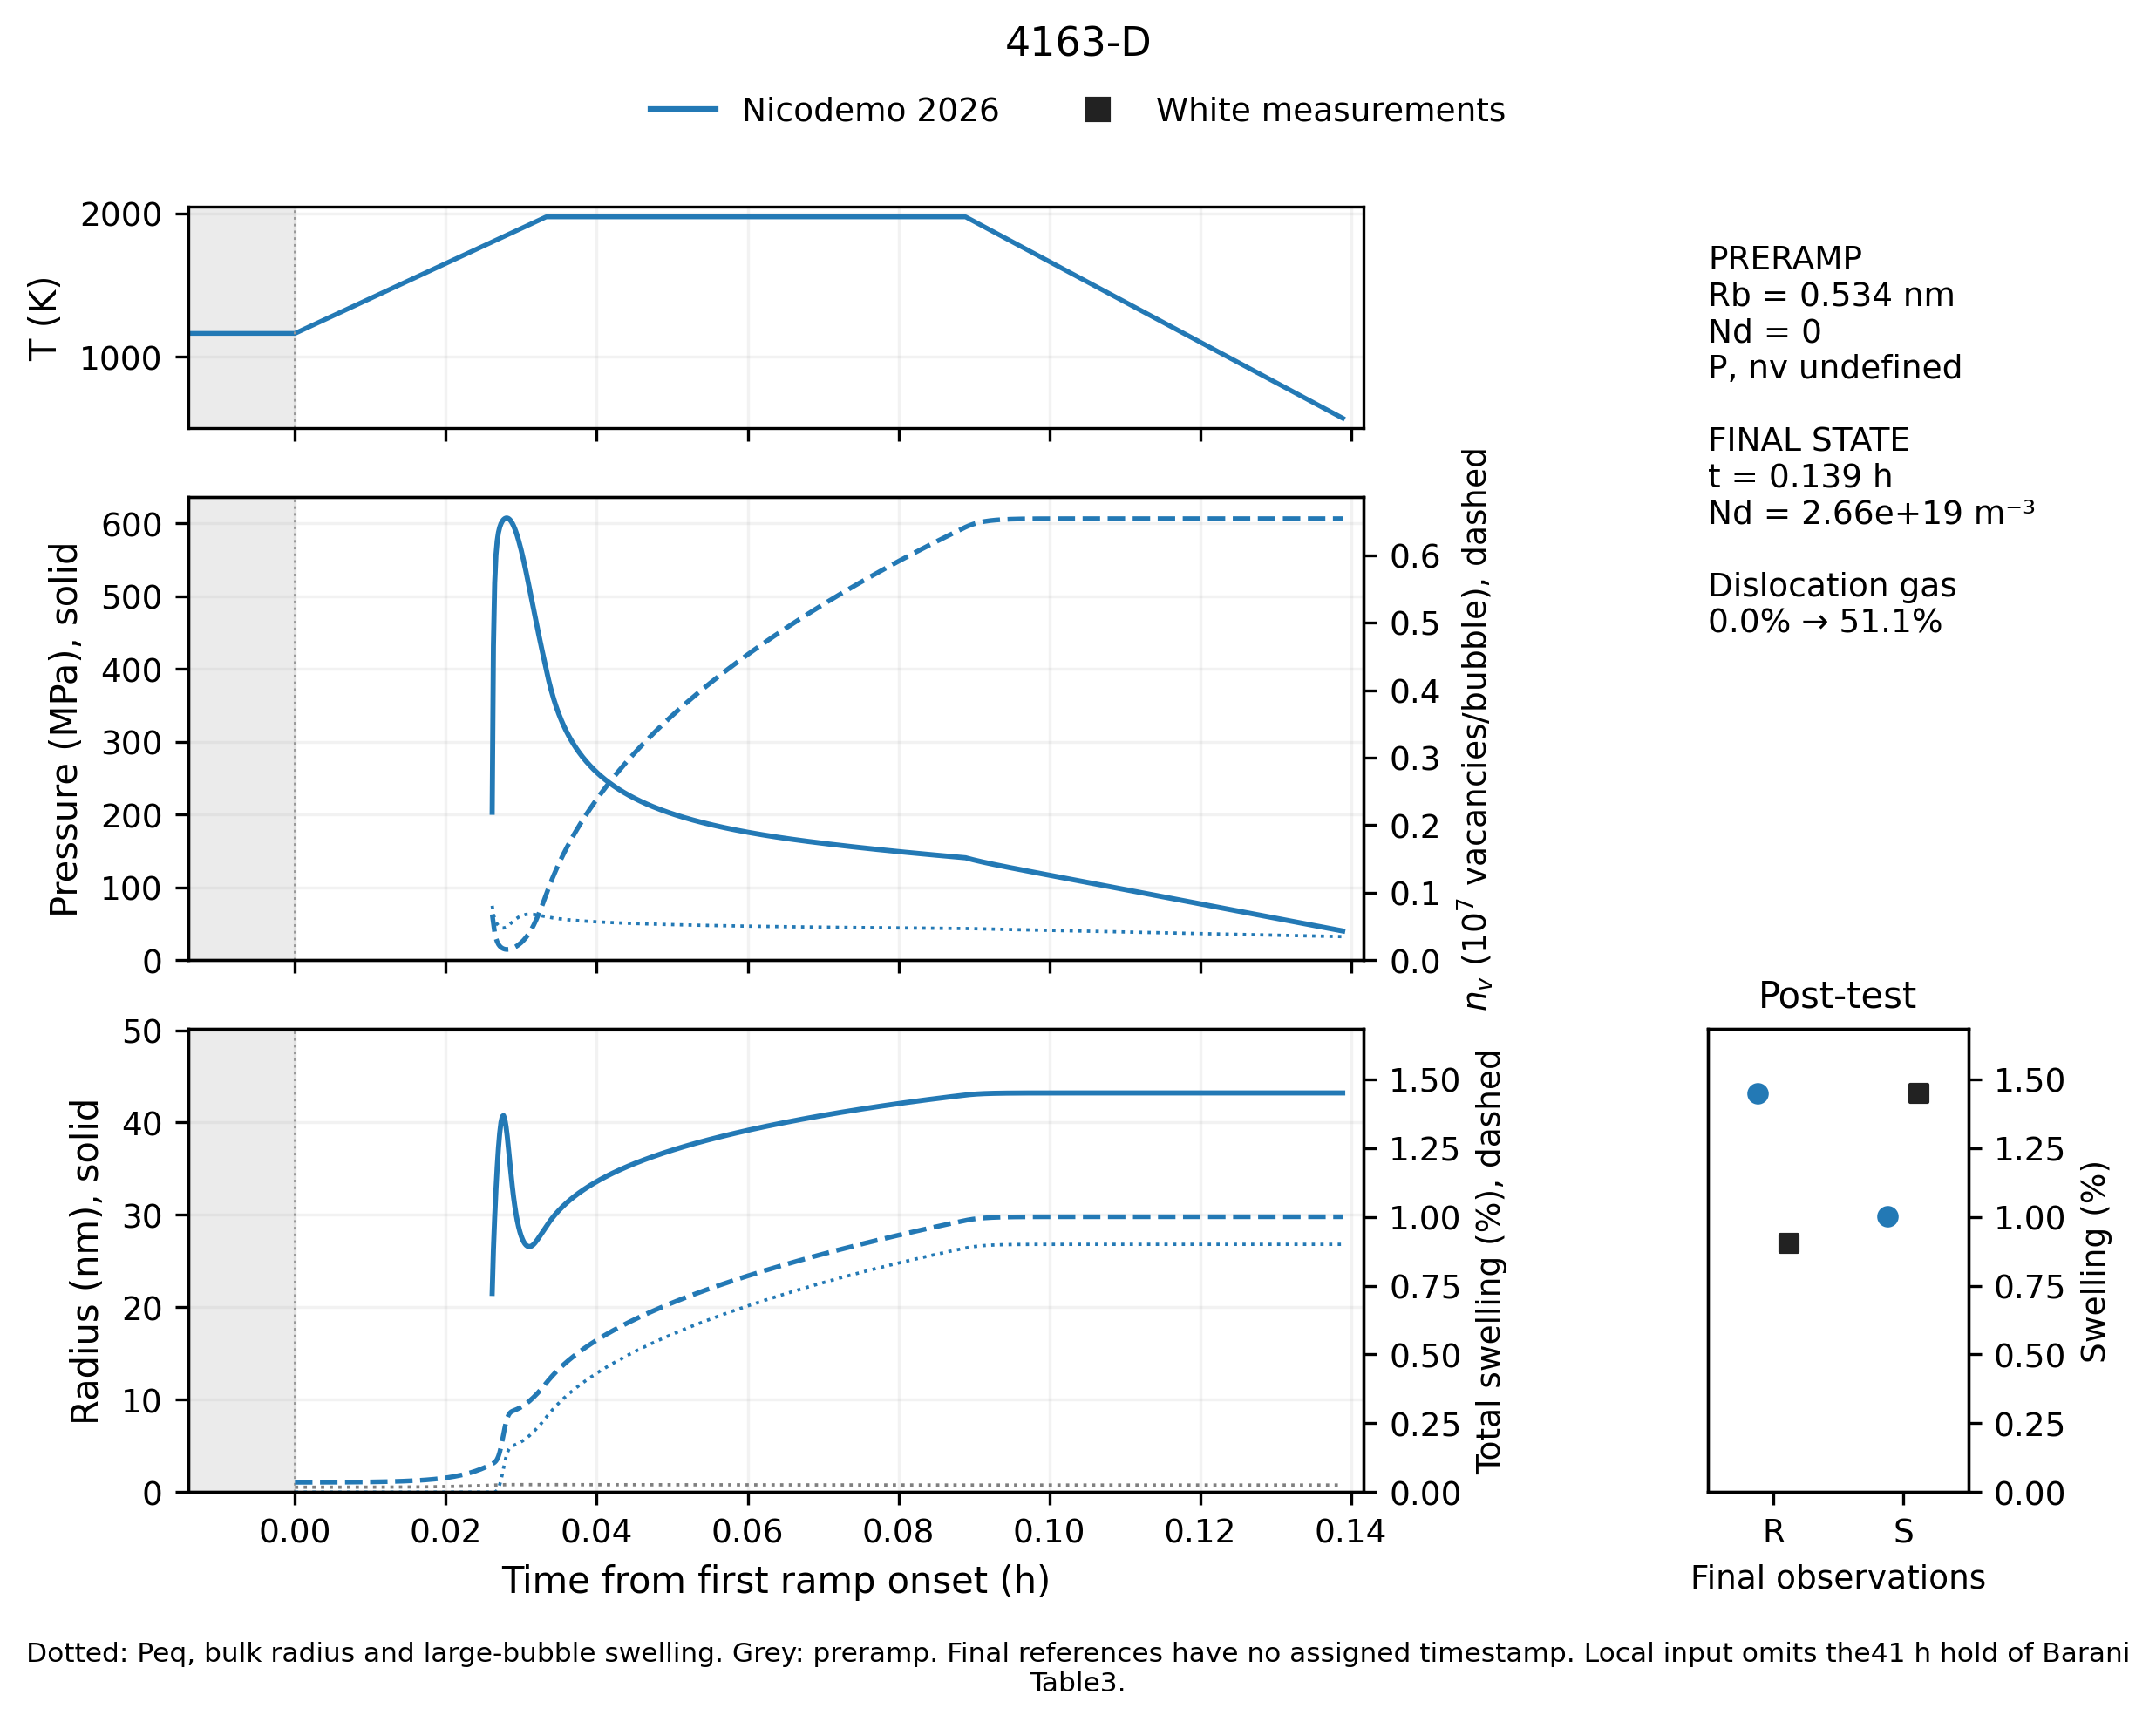 4163-D
Nicodemo 2026
White measurements
2000
1000
T (K)
PRERAMP
Rb = 0.534 nm
Nd = 0
P, nv undefined
FINAL STATE
t = 0.139 h
Nd = 2.66e+19 m⁻³
Dislocation gas
0.0% → 51.1%
600
500
400
300
200
100
0
Pressure (MPa), solid
0.6
0.5
0.4
0.3
0.2
0.1
0.0
nᵥ (10⁷ vacancies/bubble), dashed
50
40
30
20
10
0
Radius (nm), solid
1.50
1.25
1.00
0.75
0.50
0.25
0.00
Total swelling (%), dashed
0.00 0.02 0.04 0.06 0.08 0.10 0.12 0.14
Time from first ramp onset (h)
Post-test
1.50
1.25
1.00
0.75
0.50
0.25
0.00
Swelling (%)
R S
Final observations
Dotted: Peq, bulk radius and large-bubble swelling. Grey: preramp. Final references have no assigned timestamp. Local input omits the41 h hold of Barani
Table3.